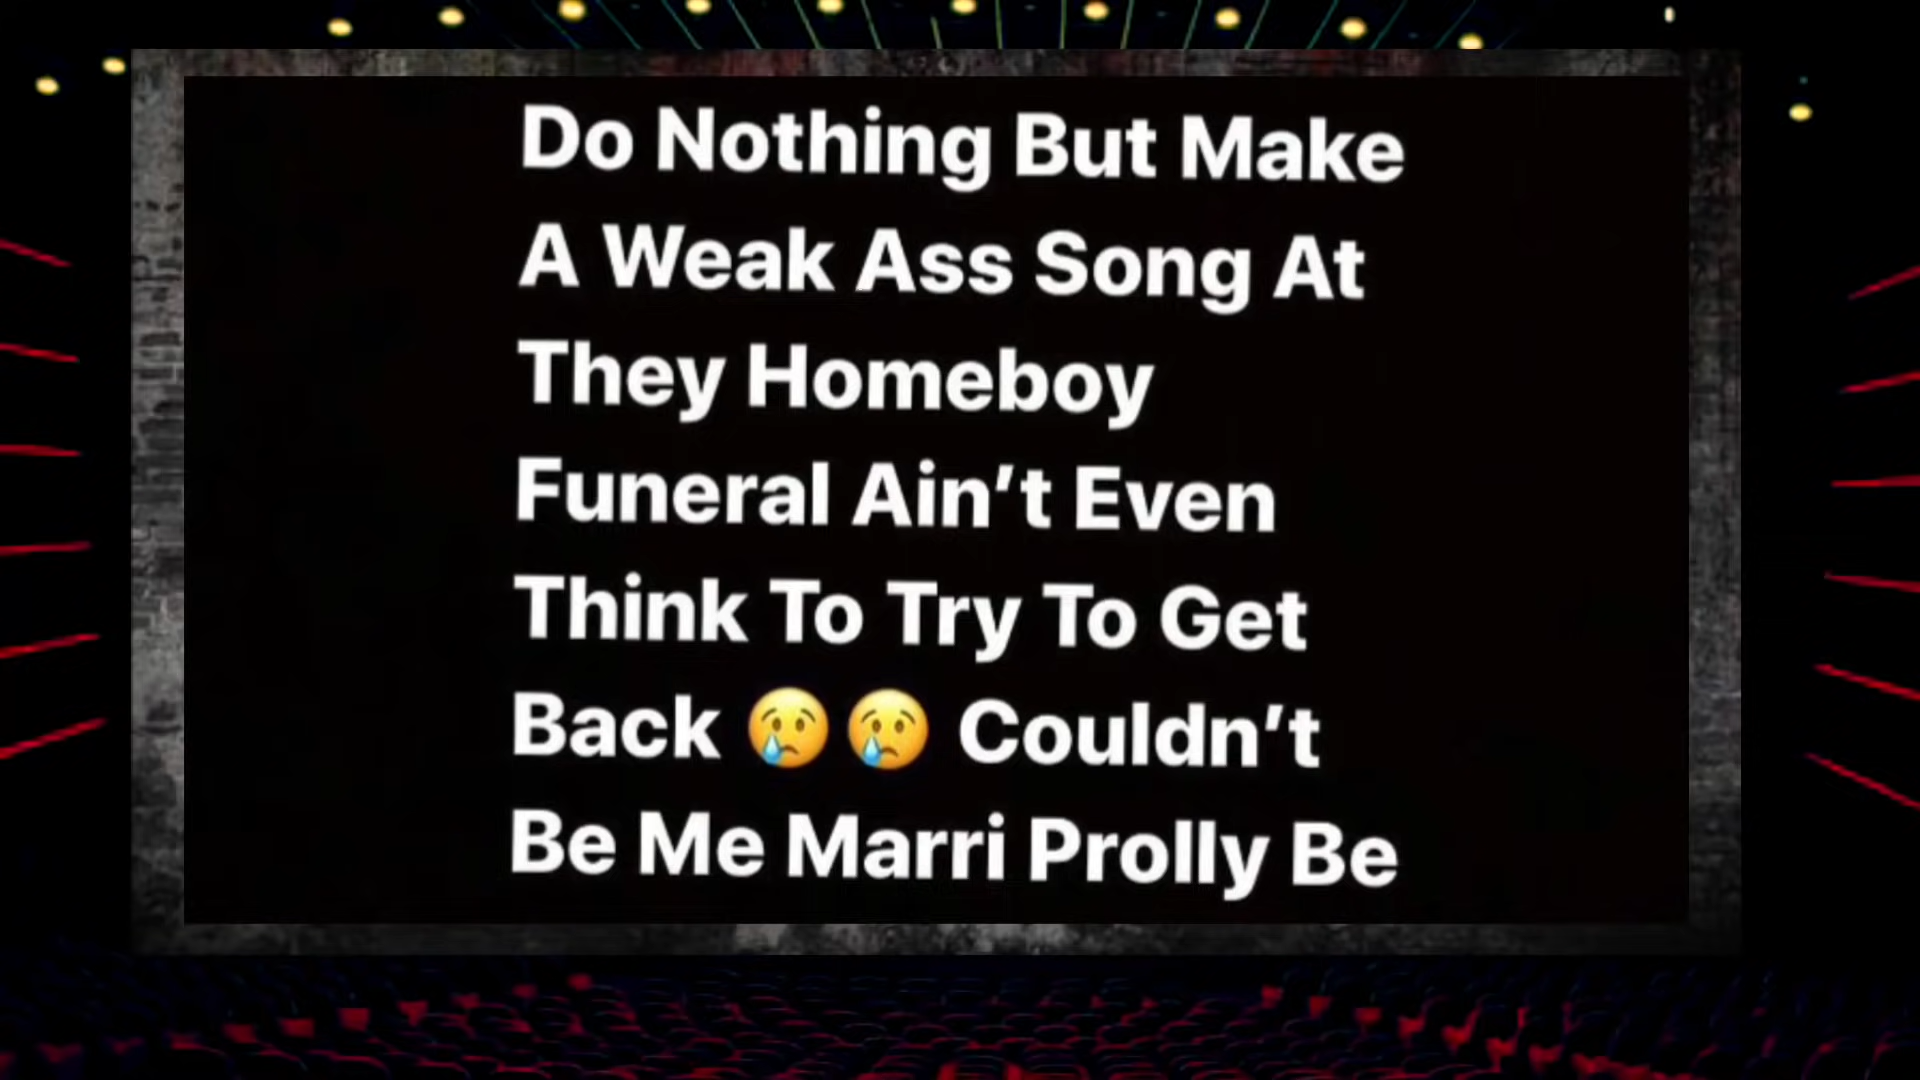 Do Nothing But Make
A Weak Ass Song At
They Homeboy
Funeral Ain’t Even
Think To Try To Get
Back 😢😢 Couldn’t
Be Me Marri Prolly Be